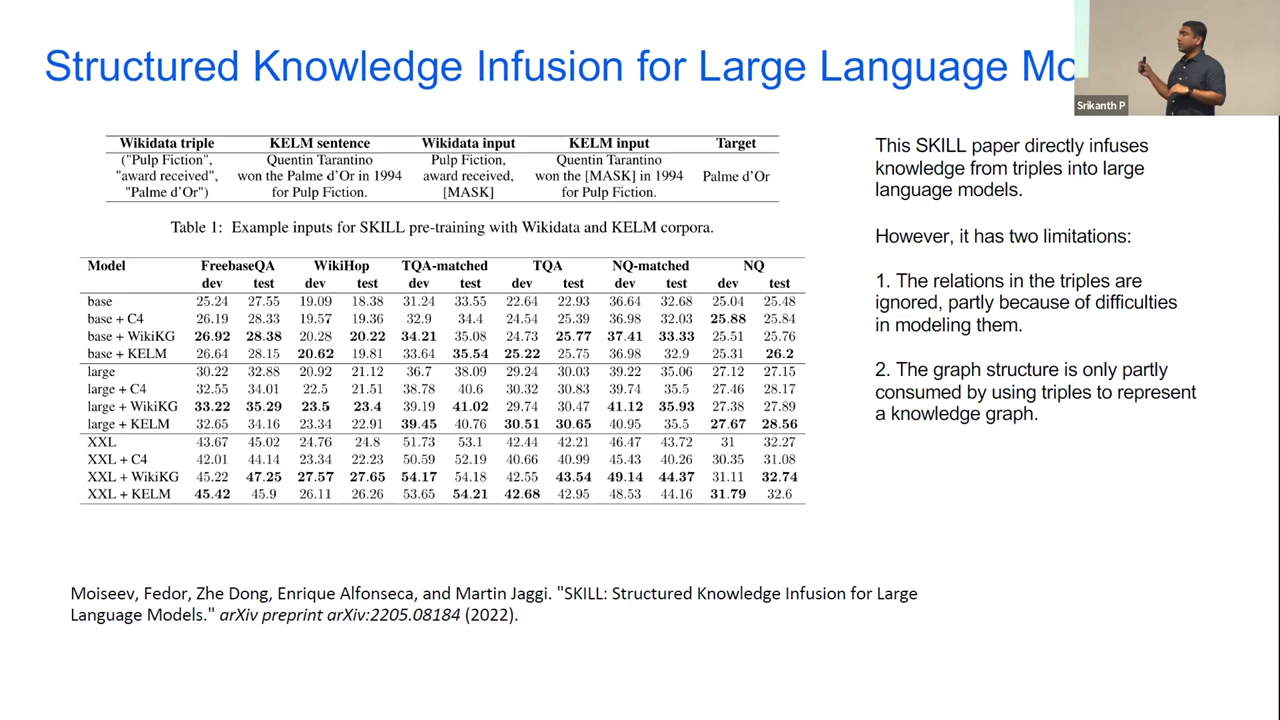 Structured Knowledge Infusion for Large Language Mo
Srikanth P
Wikidata triple KELM sentence Wikidata input KELM input Target
("Pulp Fiction", Quentin Tarantino Pulp Fiction, Quentin Tarantino
"award received", won the Palme d'Or in 1994 award received, won the [MASK] in 1994 Palme d'Or
"Palme d'Or") for Pulp Fiction. [MASK] for Pulp Fiction.
Table 1: Example inputs for SKILL pre-training with Wikidata and KELM corpora.
Model FreebaseQA WikiHop TQA-matched TQA NQ-matched NQ
dev test dev test dev test dev test dev test dev test
base 25.24 27.55 19.09 18.38 31.24 33.55 22.64 22.93 36.64 32.68 25.04 25.48
base + C4 26.19 28.33 19.57 19.36 32.9 34.4 24.54 25.39 36.98 32.03 25.88 25.84
base + WikiKG 26.92 28.38 20.28 20.22 34.21 35.08 24.73 25.77 37.41 33.33 25.51 25.76
base + KELM 26.64 28.15 20.62 19.81 33.64 35.54 25.22 25.75 36.98 32.9 25.31 26.2
large 30.22 32.88 20.92 21.12 36.7 38.09 29.24 30.03 39.22 35.06 27.12 27.15
large + C4 32.55 34.01 22.5 21.51 38.78 40.6 30.32 30.83 39.74 35.5 27.46 28.17
large + WikiKG 33.22 35.29 23.5 23.4 39.19 41.02 29.74 30.47 41.12 35.93 27.38 27.89
large + KELM 32.65 34.16 23.34 22.91 39.45 40.76 30.51 30.65 40.95 35.5 27.67 28.56
XXL 43.67 45.02 24.76 24.8 51.73 53.1 42.44 42.21 46.47 43.72 31 32.27
XXL + C4 42.01 44.14 23.34 22.23 50.59 52.19 40.66 40.99 45.43 40.26 30.35 31.08
XXL + WikiKG 45.22 47.25 27.57 27.65 54.17 54.18 42.55 43.54 49.14 44.37 31.11 32.74
XXL + KELM 45.42 45.9 26.11 26.26 53.65 54.21 42.68 42.95 48.53 44.16 31.79 32.6
This SKILL paper directly infuses
knowledge from triples into large
language models.
However, it has two limitations:
1. The relations in the triples are
ignored, partly because of difficulties
in modeling them.
2. The graph structure is only partly
consumed by using triples to represent
a knowledge graph.
Moiseev, Fedor, Zhe Dong, Enrique Alfonseca, and Martin Jaggi. "SKILL: Structured Knowledge Infusion for Large
Language Models." arXiv preprint arXiv:2205.08184 (2022).